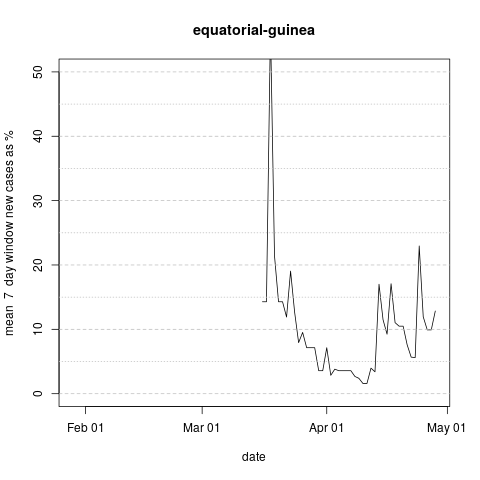 equatorial-guinea
mean 7 day window new cases as %
50
40
30
20
10
0
Feb 01
Mar 01
Apr 01
May 01
date